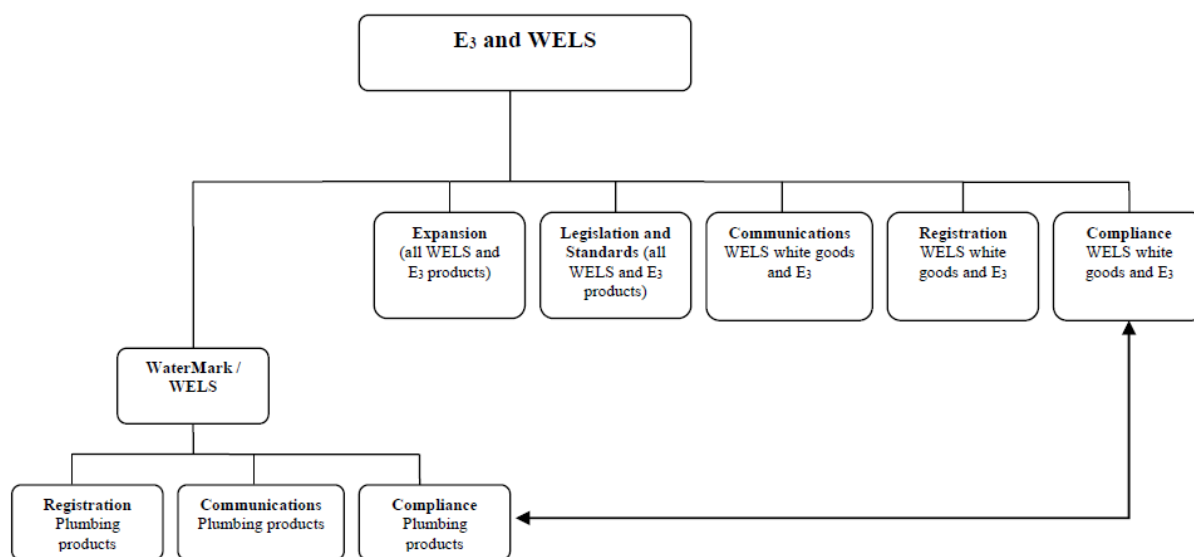 E₃ and WELS
Expansion
(all WELS and
E₃ products)
Legislation and
Standards (all
WELS and E₃
products)
Communications
WELS white goods
and E₃
Registration
WELS white
goods and E₃
Compliance
WELS white
goods and E₃
WaterMark /
WELS
Registration
Plumbing
products
Communications
Plumbing products
Compliance
Plumbing
products